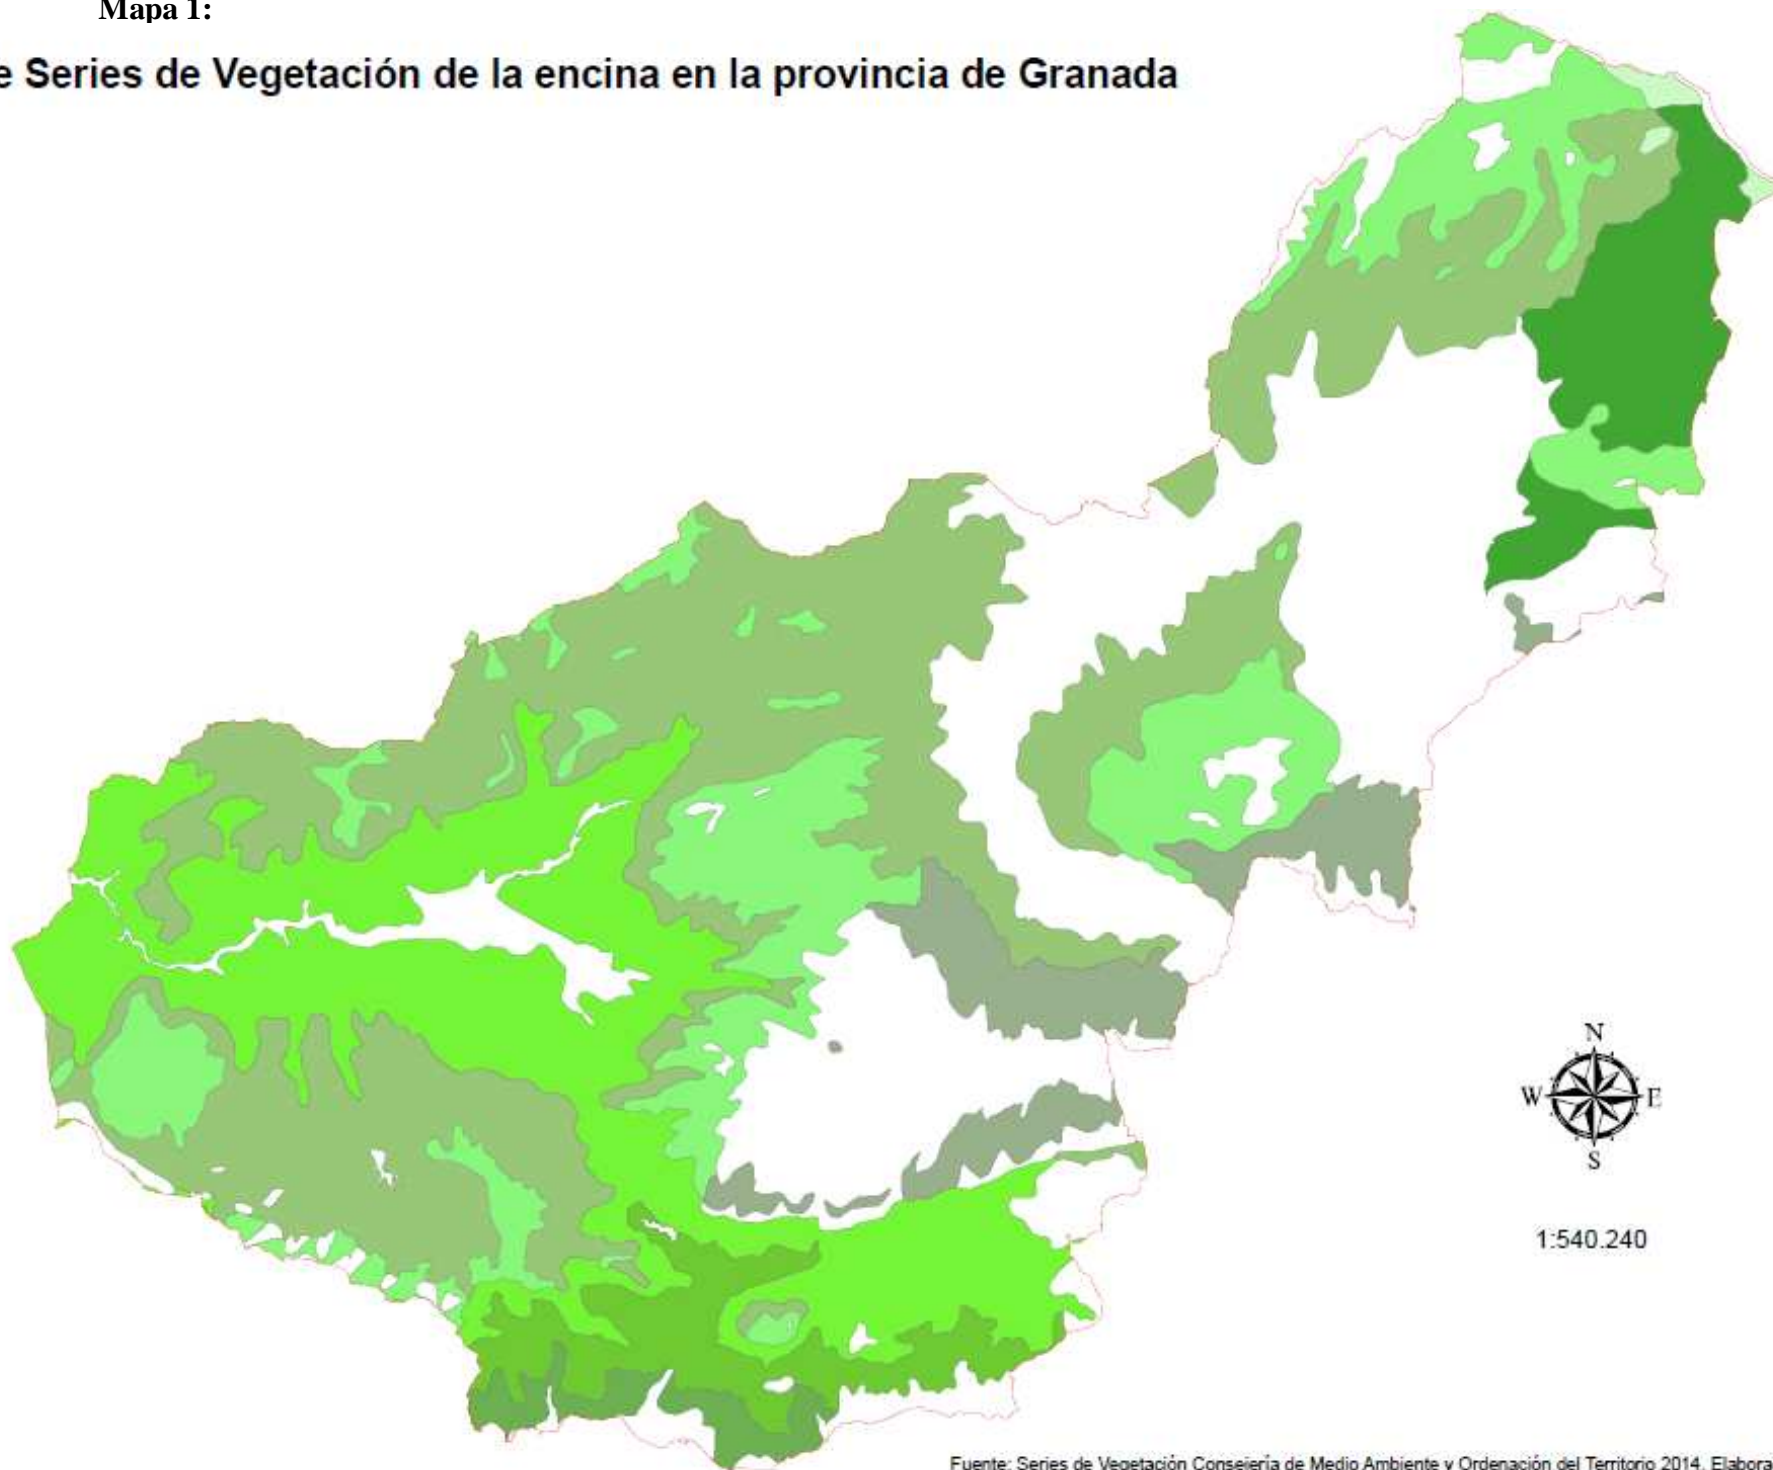 Mapa 1:
e Series de Vegetación de la encina en la provincia de Granada
N
W E
S
1:540.240
Fuente: Series de Vegetación Consejería de Medio Ambiente y Ordenación del Territorio 2014. Elabora